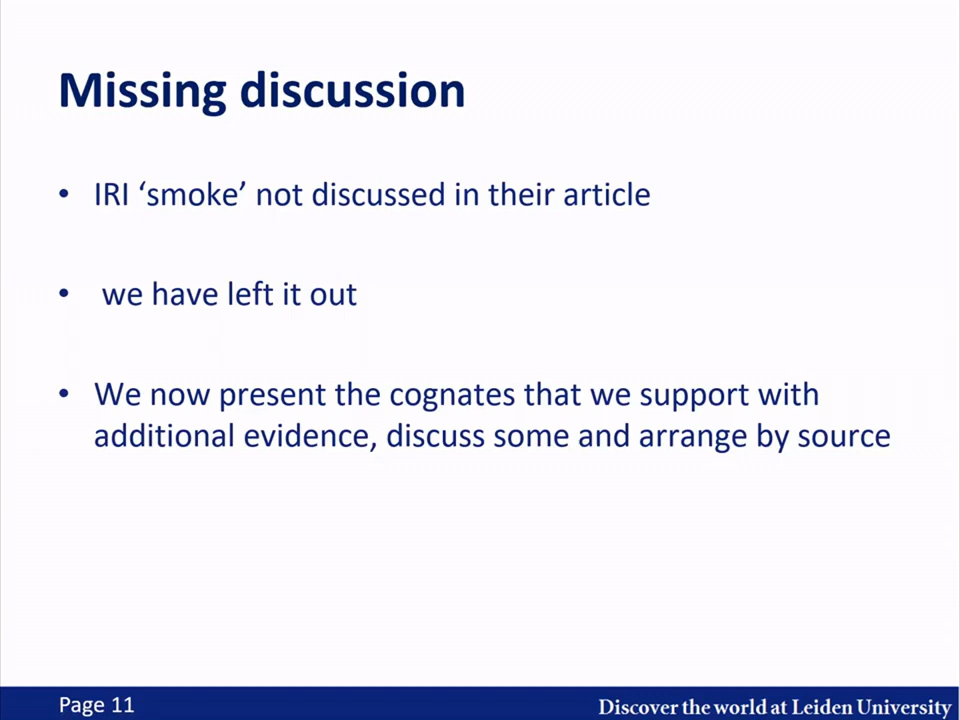 Missing discussion
• IRI ‘smoke’ not discussed in their article
• we have left it out
• We now present the cognates that we support with
additional evidence, discuss some and arrange by source
Page 11
Discover the world at Leiden University